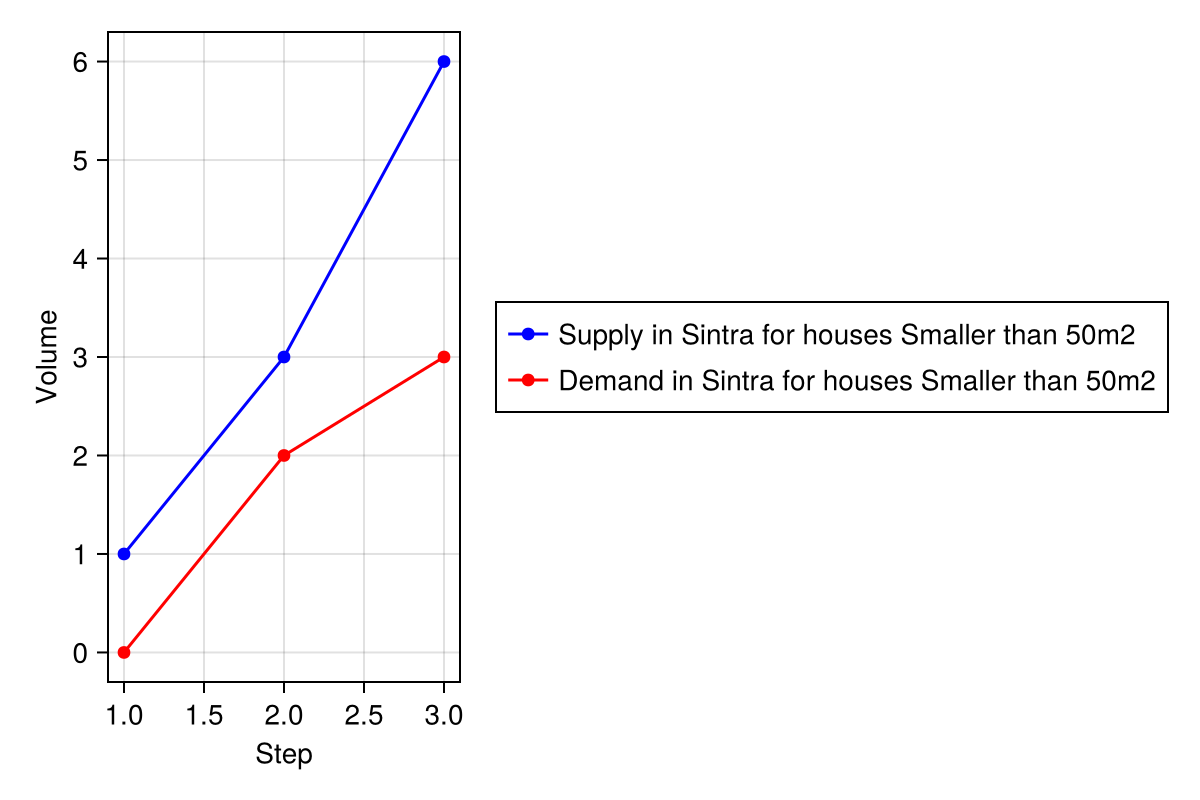 6
5
4
3
2
1
0
Volume
1.0 1.5 2.0 2.5 3.0
Step
Supply in Sintra for houses Smaller than 50m2
Demand in Sintra for houses Smaller than 50m2